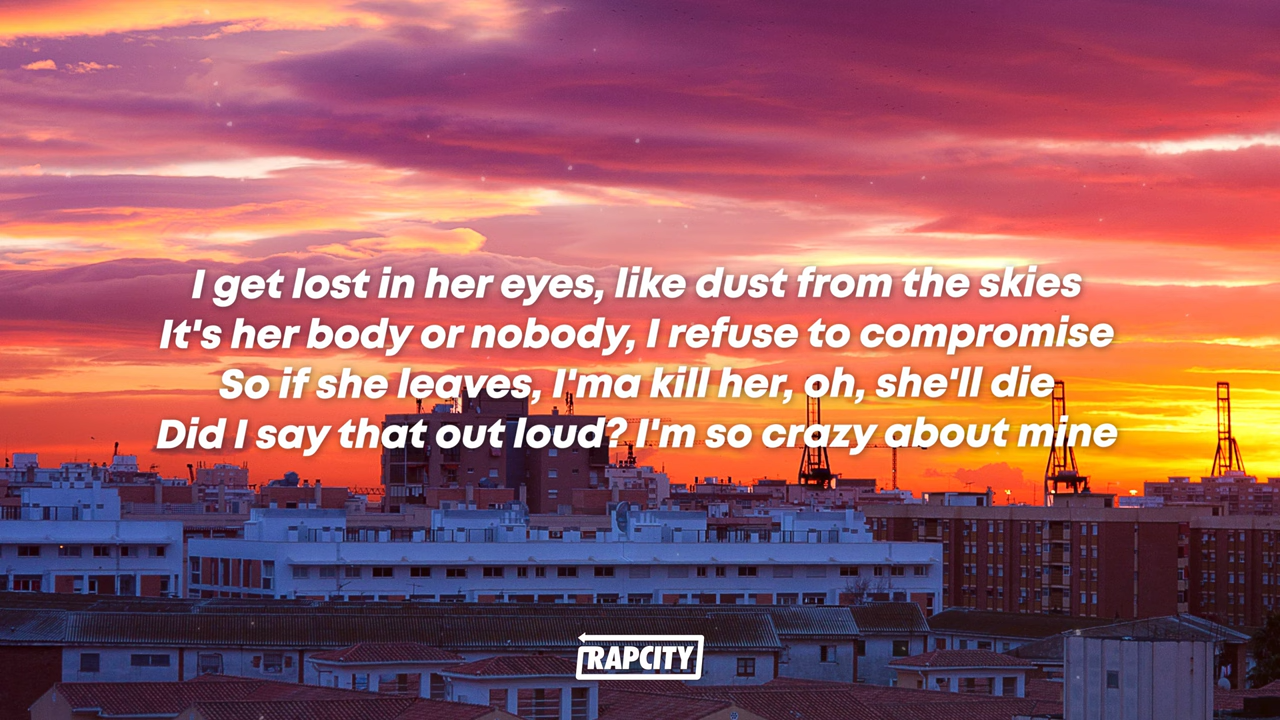 I get lost in her eyes, like dust from the skies
It's her body or nobody, I refuse to compromise
So if she leaves, I'ma kill her, oh, she'll die
Did I say that out loud? I'm so crazy about mine
RAPCITY